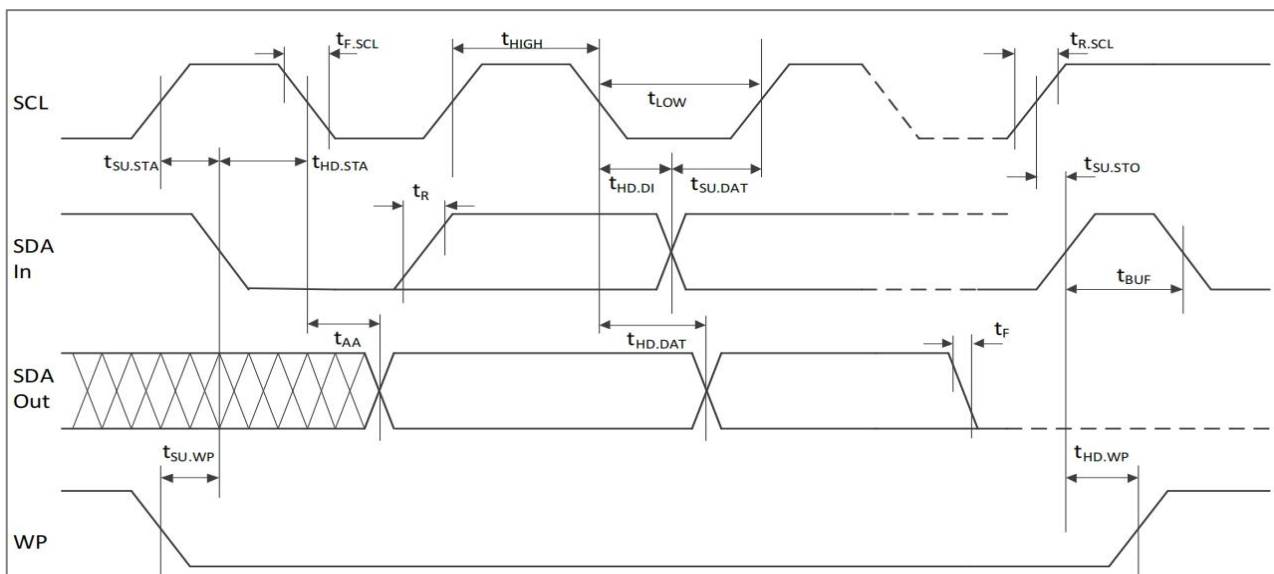 tF.SCL
tHIGH
tR.SCL
SCL
tLOW
tSU.STA
tHD.STA
tHD.DI
tSU.DAT
tSU.STO
tR
SDA
In
tBUF
tAA
tHD.DAT
tF
SDA
Out
tSU.WP
tHD.WP
WP